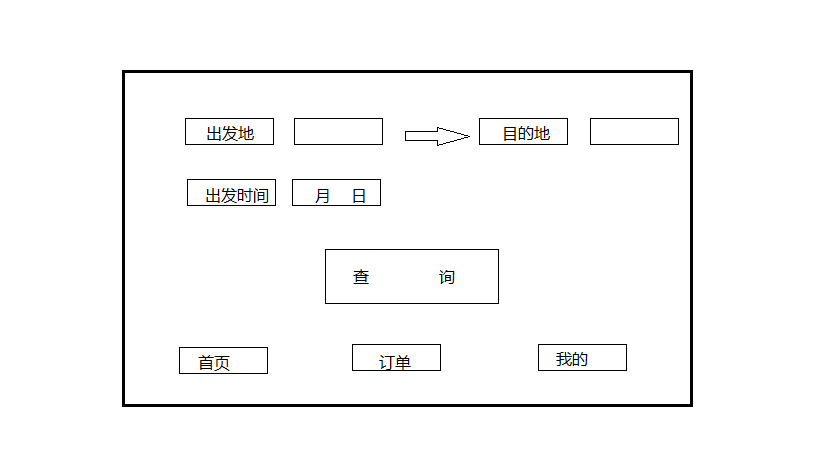 出发地 目的地
出发时间 月 日
查 询
首页 订单 我的